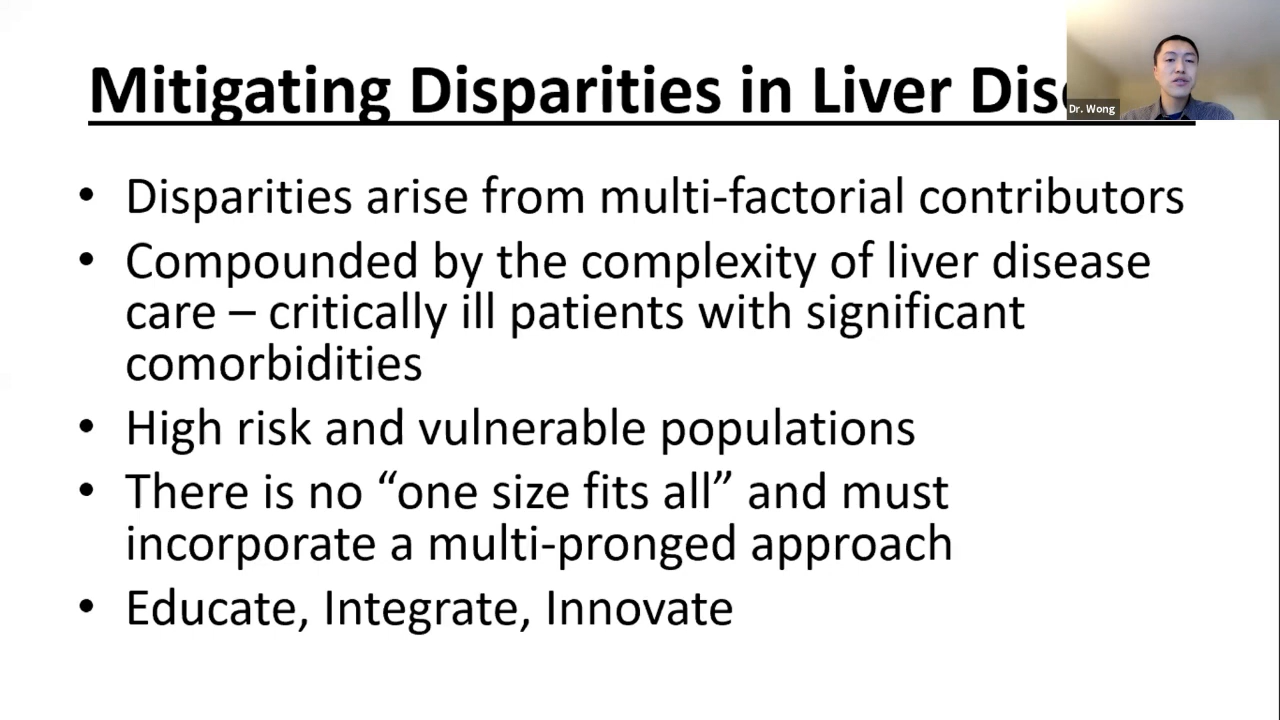 Mitigating Disparities in Liver
Dr. Wong
• Disparities arise from multi-factorial contributors
• Compounded by the complexity of liver disease
care – critically ill patients with significant
comorbidities
• High risk and vulnerable populations
• There is no “one size fits all” and must
incorporate a multi-pronged approach
• Educate, Integrate, Innovate